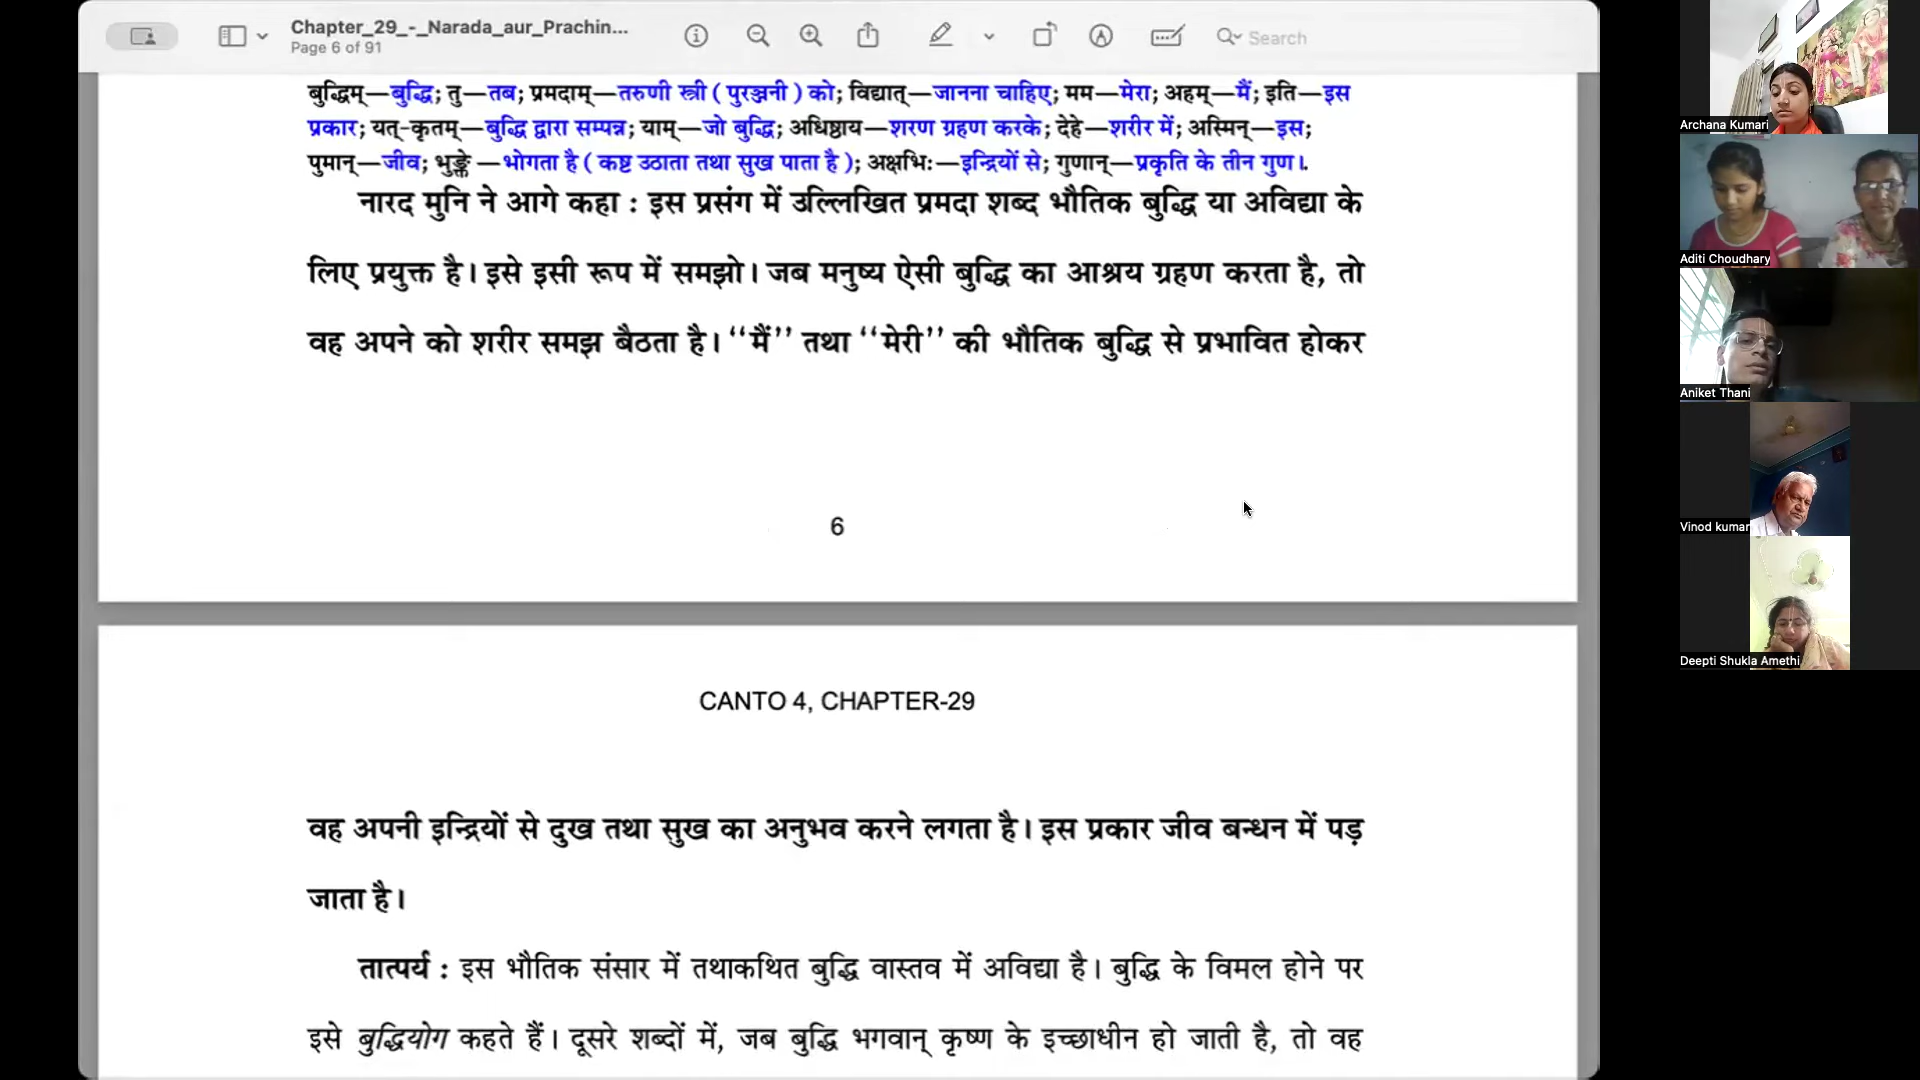 Chapter_29_-_Narada_aur_Prachin...
Page 6 of 91
Search
बुद्धिम्—बुद्धि; तु—तब; प्रमदाम्—तरुणी स्त्री ( पुरञ्जनी ) को; विद्यात्—जानना चाहिए; मम—मेरा; अहम्—मैं; इति—इस
प्रकार; यत्-कृतम्—बुद्धि द्वारा सम्पन्न; याम्—जो बुद्धि; अधिष्ठाय—शरण ग्रहण करके; देहे—शरीर में; अस्मिन्—इस;
पुमान्—जीव; भुङ्क्ते—भोगता है ( कष्ट उठाता तथा सुख पाता है ); अक्षभिः—इन्द्रियों से; गुणान्—प्रकृति के तीन गुण।.
नारद मुनि ने आगे कहा : इस प्रसंग में उल्लिखित प्रमदा शब्द भौतिक बुद्धि या अविद्या के
लिए प्रयुक्त है। इसे इसी रूप में समझो। जब मनुष्य ऐसी बुद्धि का आश्रय ग्रहण करता है, तो
वह अपने को शरीर समझ बैठता है। ‘‘मैं’’ तथा ‘‘मेरी’’ की भौतिक बुद्धि से प्रभावित होकर
6
CANTO 4, CHAPTER-29
वह अपनी इन्द्रियों से दुख तथा सुख का अनुभव करने लगता है। इस प्रकार जीव बन्धन में पड़
जाता है।
तात्पर्य : इस भौतिक संसार में तथाकथित बुद्धि वास्तव में अविद्या है। बुद्धि के विमल होने पर
इसे बुद्धियोग कहते हैं। दूसरे शब्दों में, जब बुद्धि भगवान् कृष्ण के इच्छाधीन हो जाती है, तो वह
Archana Kumari
Aditi Choudhary
Aniket Thani
Vinod kumar
Deepti Shukla Amethi